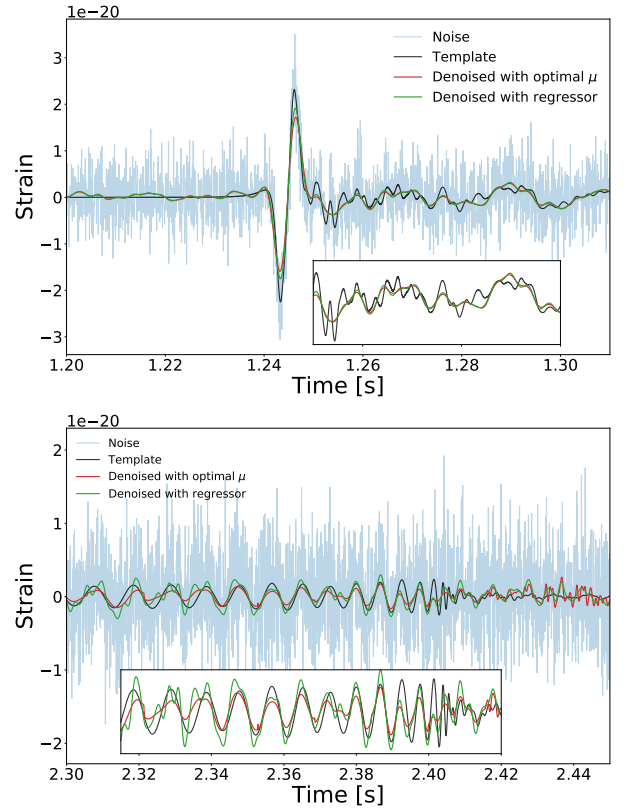 1e−20
Noise
Template
Denoised with optimal μ
Denoised with regressor
3
2
1
0
−1
−2
−3
Strain
1.20 1.22 1.24 1.26 1.28 1.30
Time [s]
1e−20
Noise
Template
Denoised with optimal μ
Denoised with regressor
2
1
0
−1
−2
Strain
2.30 2.32 2.34 2.36 2.38 2.40 2.42 2.44
Time [s]